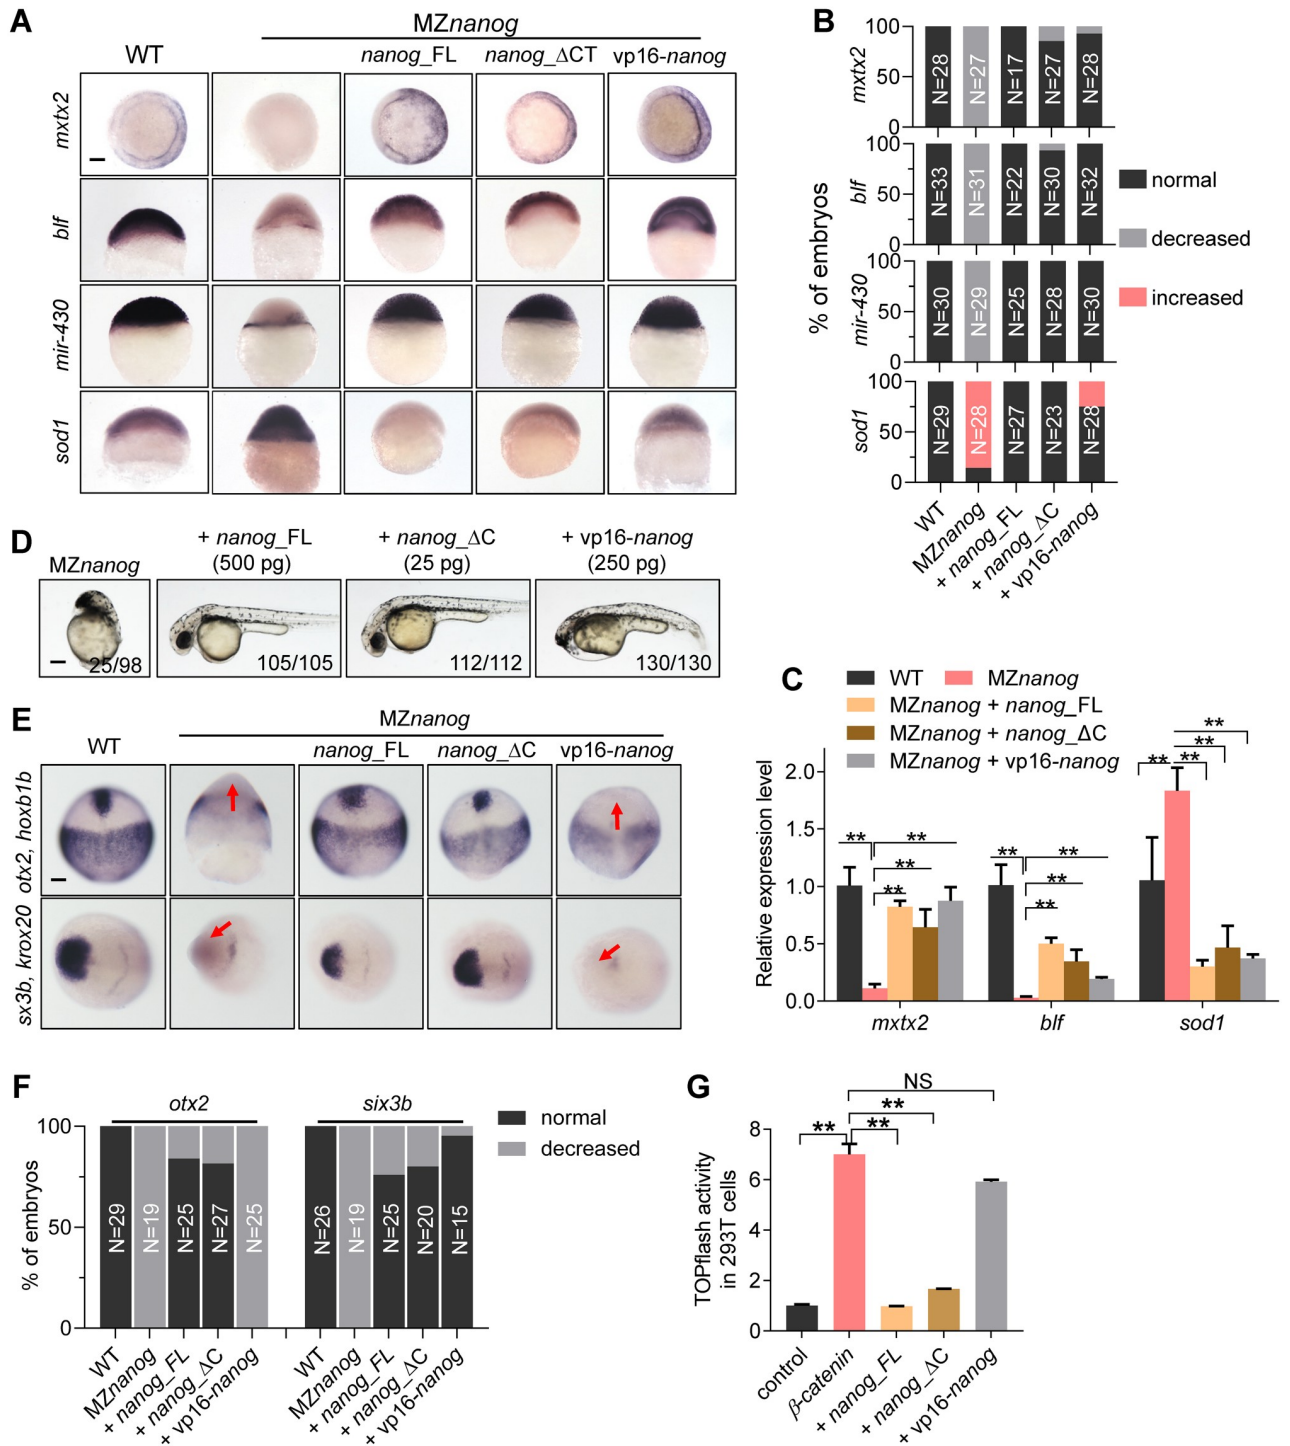 A
MZnanog
WT
nanog_FL
nanog_ΔCT
vp16-nanog
mxtx2
blf
mir-430
sod1
B
% of embryos
mxtx2
100
50
0
N=28
N=27
N=17
N=27
N=28
blf
100
50
0
N=33
N=31
N=22
N=30
N=32
mir-430
100
50
0
N=30
N=29
N=25
N=28
N=30
sod1
100
50
0
N=29
N=28
N=27
N=23
N=28
WT
MZnanog
+ nanog_FL
+ nanog_ΔC
+ vp16-nanog
normal
decreased
increased
D
MZnanog
+ nanog_FL
(500 pg)
+ nanog_ΔC
(25 pg)
+ vp16-nanog
(250 pg)
25/98
105/105
112/112
130/130
C
WT
MZnanog
MZnanog + nanog_FL
MZnanog + nanog_ΔC
MZnanog + vp16-nanog
Relative expression level
2.0
1.5
1.0
0.5
0.0
**
**
**
**
**
**
**
**
**
**
**
**
mxtx2
blf
sod1
E
MZnanog
WT
nanog_FL
nanog_ΔC
vp16-nanog
otx2, hoxb1b
sx3b, krox20
F
otx2
six3b
normal
decreased
% of embryos
100
50
0
N=29
N=19
N=25
N=27
N=25
N=26
N=19
N=25
N=20
N=15
WT
MZnanog
+ nanog_FL
+ nanog_ΔC
+ vp16-nanog
WT
MZnanog
+ nanog_FL
+ nanog_ΔC
+ vp16-nanog
G
NS
**
**
**
TOPflash activity
in 293T cells
8
6
4
2
0
control
β-catenin
+ nanog_FL
+ nanog_ΔC
+ vp16-nanog